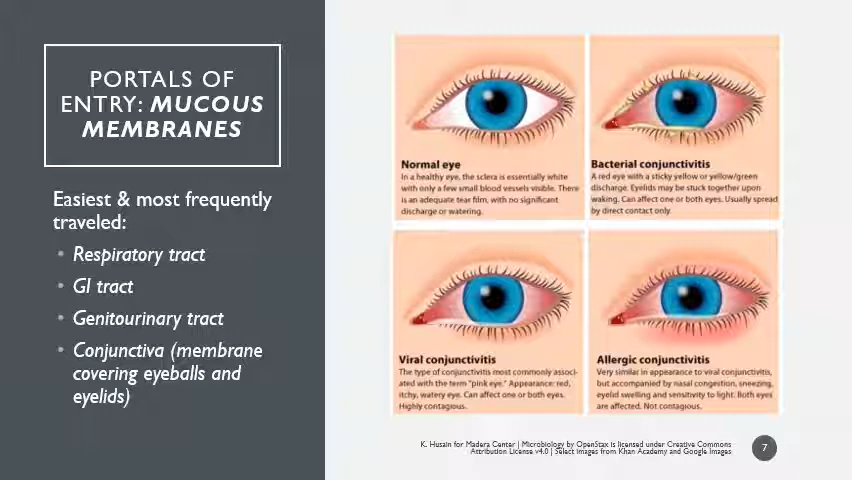 PORTALS OF
ENTRY: MUCOUS
MEMBRANES
Easiest & most frequently
traveled:
• Respiratory tract
• GI tract
• Genitourinary tract
• Conjunctiva (membrane
covering eyeballs and
eyelids)
Normal eye
In a healthy eye, the sclera is essentially white
with only a few small blood vessels visible. There
is an adequate tear film, with no significant
discharge or watering.
Bacterial conjunctivitis
A red eye with a sticky yellow or yellow/green
discharge. Eyelids may be stuck together upon
waking. Can affect one or both eyes. Usually spread
by direct contact only.
Viral conjunctivitis
The type of conjunctivitis most commonly associ-
ated with the term "pink eye." Appearance: red,
itchy, watery eye. Can affect one or both eyes.
Highly contagious.
Allergic conjunctivitis
Very similar in appearance to viral conjunctivitis,
but accompanied by nasal congestion, sneezing,
eyelid swelling and sensitivity to light. Both eyes
are affected. Not contagious.
K. Husain for Madera Center | Microbiology by OpenStax is licensed under Creative Commons
Attribution License v4.0 | Select images from Khan Academy and Google Images
7